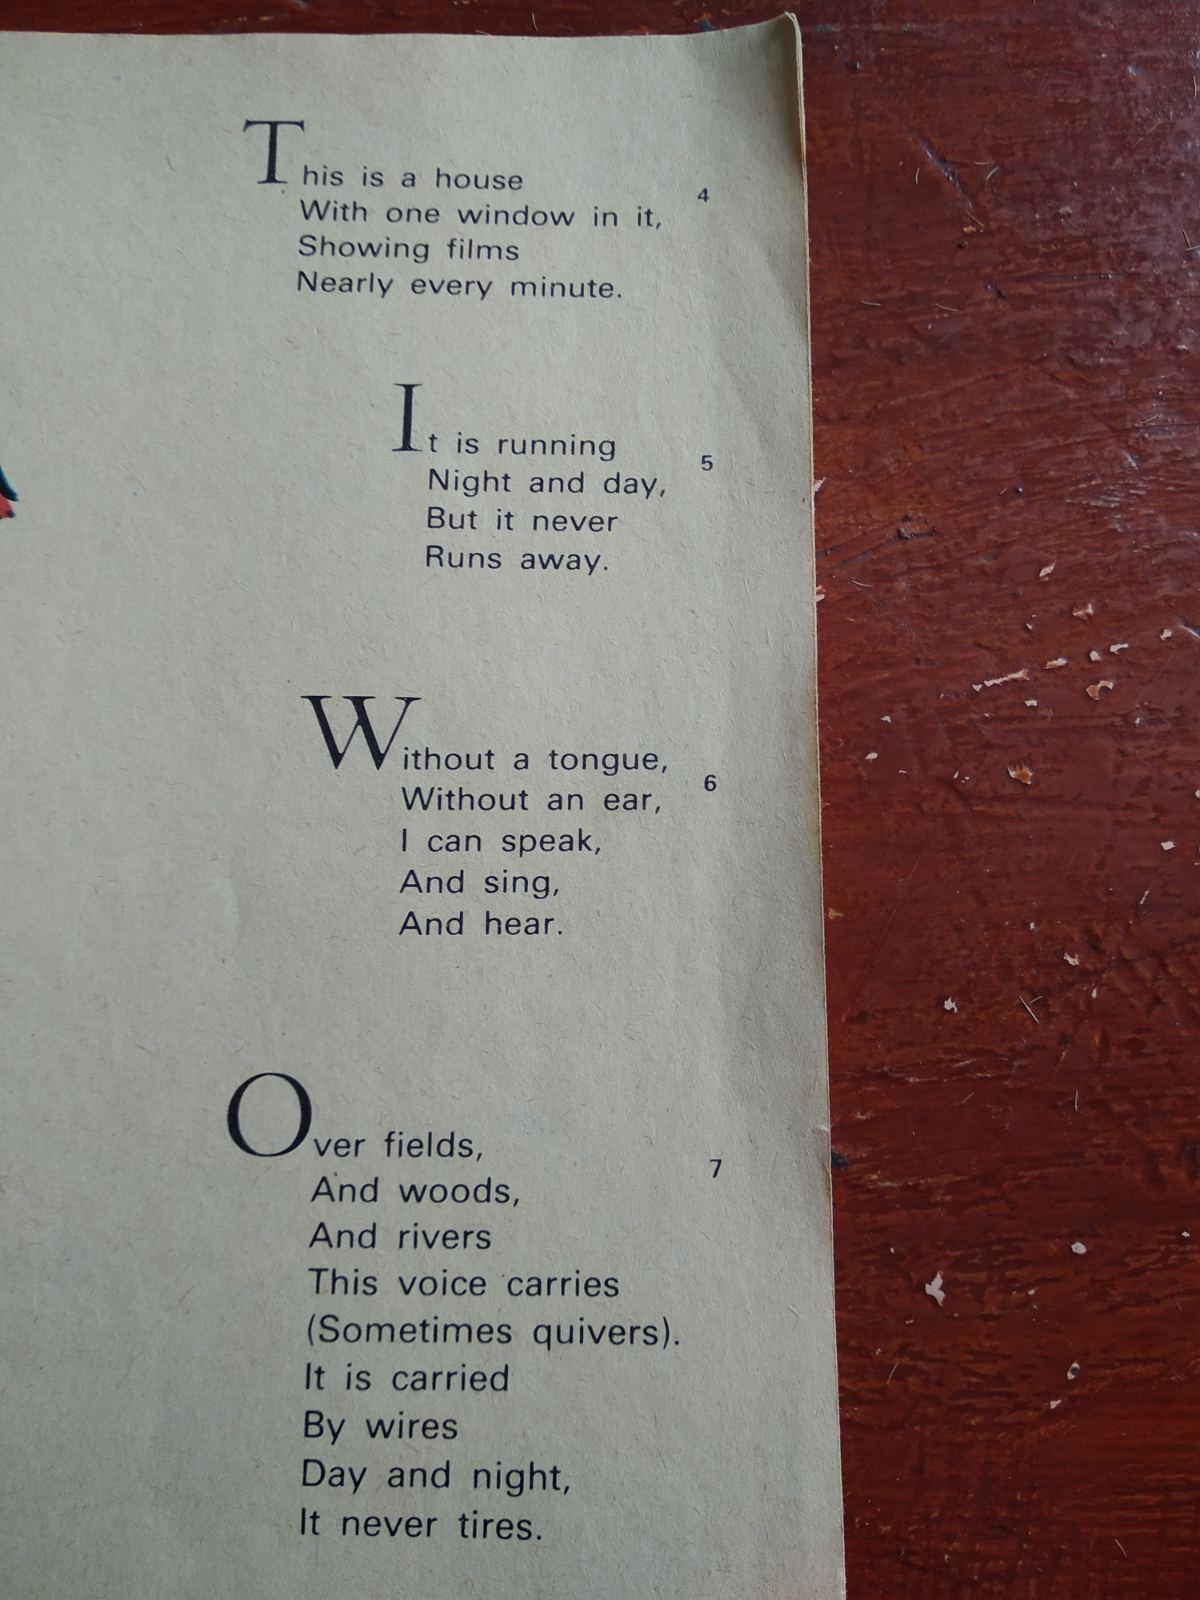 This is a house
With one window in it,
Showing films
Nearly every minute.
4
It is running
Night and day,
But it never
Runs away.
5
Without a tongue,
Without an ear,
I can speak,
And sing,
And hear.
6
Over fields,
And woods,
And rivers
This voice carries
(Sometimes quivers).
It is carried
By wires
Day and night,
It never tires.
7